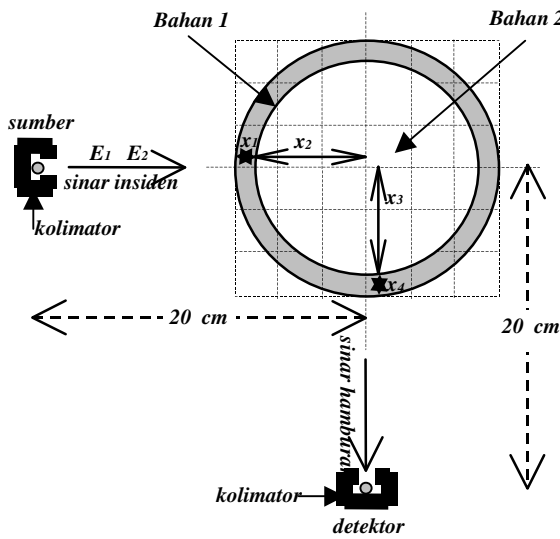 Bahan 1
Bahan 2
sumber
E1 E2
sinar insiden
kolimator
x1
x2
x3
x4
20 cm
20 cm
sinar hamburan
kolimator
detektor